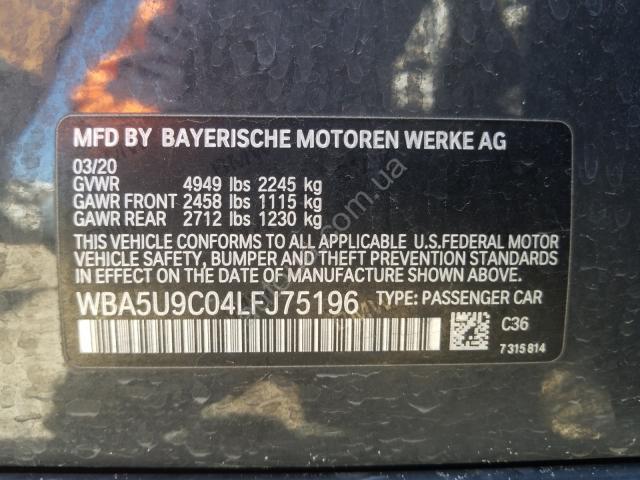 MFD BY BAYERISCHE MOTOREN WERKE AG
03/20
GVWR 4949 lbs 2245 kg
GAWR FRONT 2458 lbs 1115 kg
GAWR REAR 2712 lbs 1230 kg
THIS VEHICLE CONFORMS TO ALL APPLICABLE U.S.FEDERAL MOTOR
VEHICLE SAFETY, BUMPER AND THEFT PREVENTION STANDARDS
IN EFFECT ON THE DATE OF MANUFACTURE SHOWN ABOVE.
WBA5U9C04LFJ75196 TYPE: PASSENGER CAR
C36
7315814